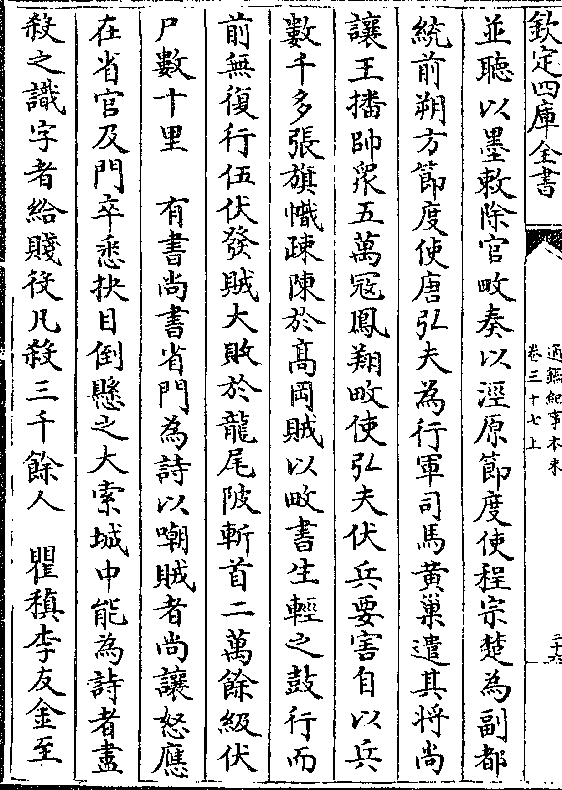 欽定四庫全書
通鑑紀事本末
卷三十七上
並聽以墨敕除官畋奏以涇原節度使程宗楚為副都
統前朔方節度使唐弘夫為行軍司馬黄巢遣其将尚
讓王播帥衆五萬寇鳳翔畋使弘夫伏兵要害自以兵
數千多張旗幟疎陳於髙岡賊以畋書生輕之鼓行而
前無復行伍伏發賊大敗於龍尾陂斬首二萬餘級伏
尸數十里　有書尚書省門為詩以嘲賊者尚讓怒應
在省官及門卒悉抉目倒懸之大索城中能為詩者盡
殺之識字者給賤役凡殺三千餘人　瞿稹李友金至